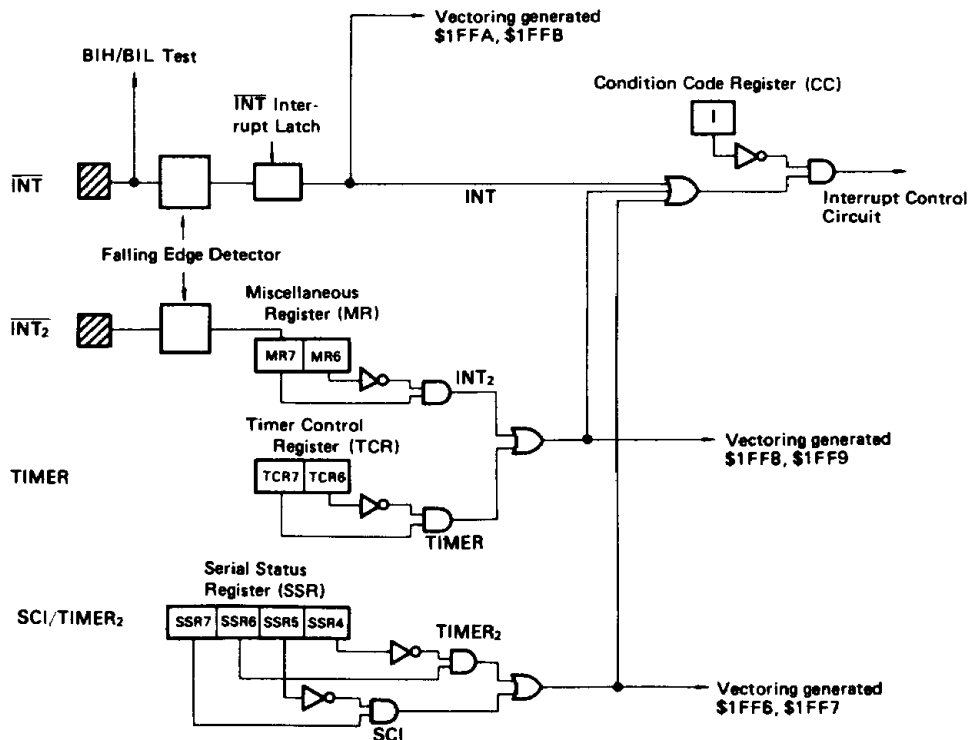 Vectoring generated
$1FFA, $1FFB
BIH/BIL Test
Condition Code Register (CC)
INT Inter-
rupt Latch
I
INT
INT
Interrupt Control
Circuit
Falling Edge Detector
Miscellaneous
Register (MR)
INT2
MR7 MR6
INT2
Timer Control
Register (TCR)
Vectoring generated
$1FF8, $1FF9
TIMER
TCR7 TCR6
TIMER
Serial Status
Register (SSR)
SCI/TIMER2
SSR7 SSR6 SSR5 SSR4
TIMER2
Vectoring generated
$1FF6, $1FF7
SCI